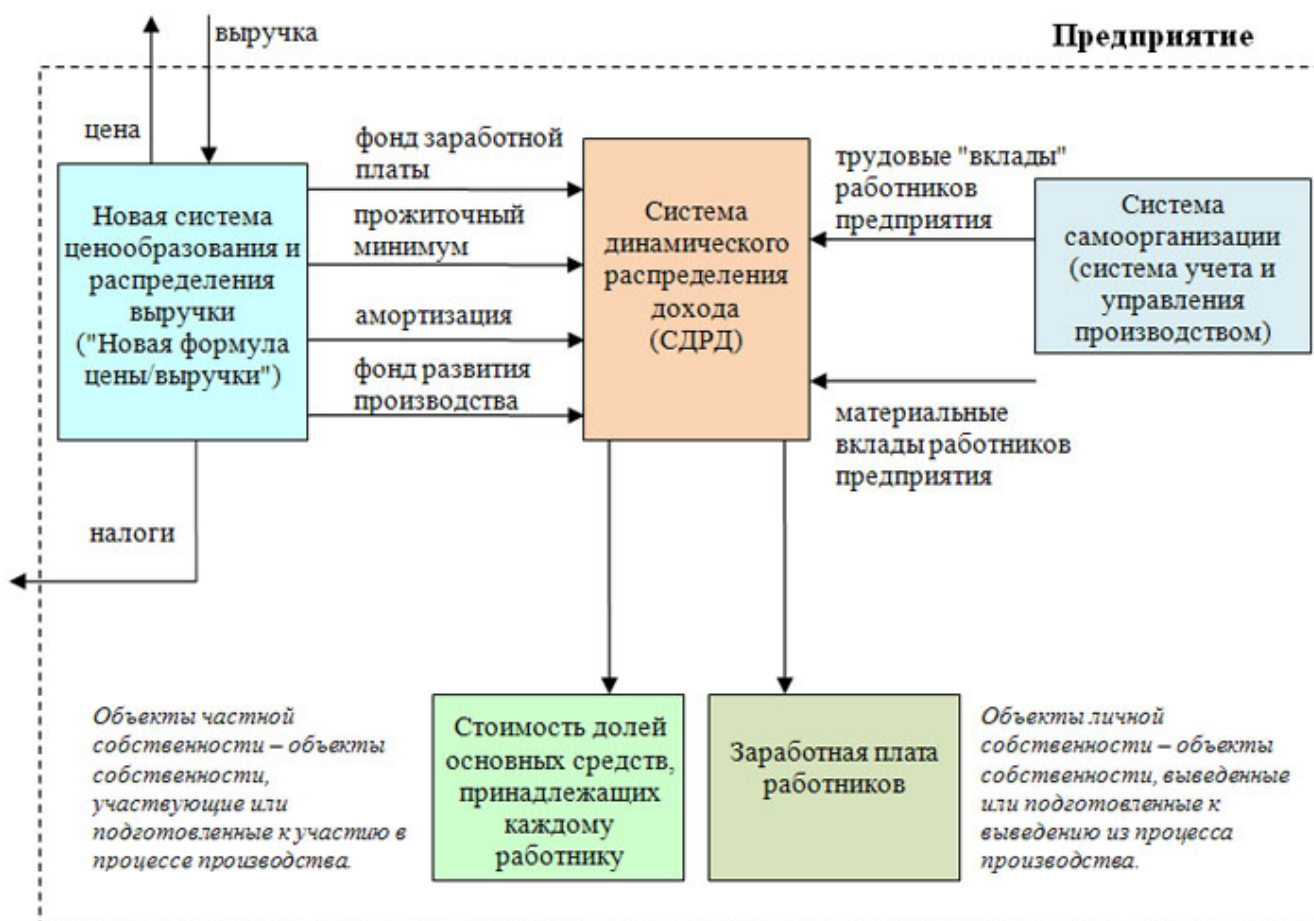 выручка
Предприятие
цена
фонд заработной
платы
прожиточный
минимум
амортизация
фонд развития
производства
Новая система
ценообразования и
распределения
выручки
("Новая формула
цены/выручки")
Система
динамического
распределения
дохода
(СДРД)
трудовые "вклады"
работников
предприятия
Система
самоорганизации
(система учета и
управления
производством)
материальные
вклады работников
предприятия
налоги
Объекты частной
собственности – объекты
собственности,
участвующие или
подготовленные к участию в
процессе производства.
Стоимость долей
основных средств,
принадлежащих
каждому
работнику
Заработная плата
работников
Объекты личной
собственности – объекты
собственности, выведенные
или подготовленные к
выведению из процесса
производства.